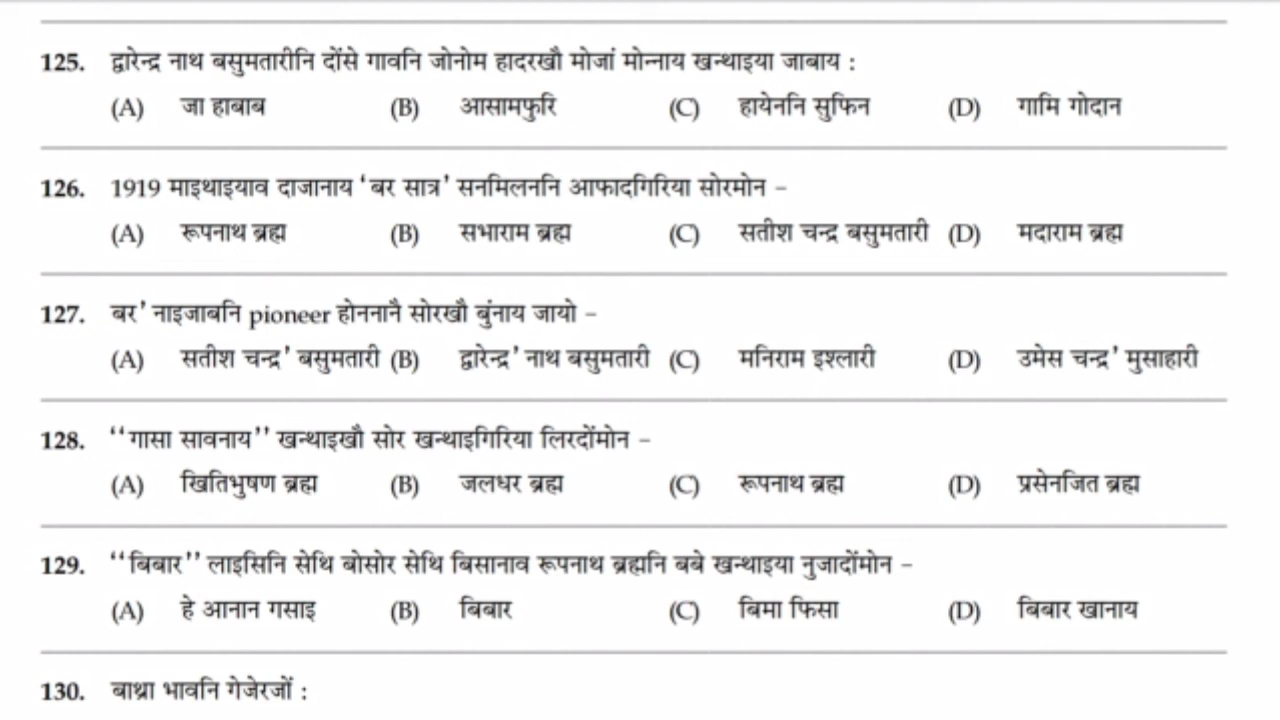 125. द्वारेन्द्र नाथ बसुमतारीनि दोंसे गावनि जोनोम हादरखौ मोजां मोन्नाय खन्थाइया जाबाय :
(A) जा हाबाब (B) आसामफुरि (C) हायेननि सुफिन (D) गामि गोदान
126. 1919 माइथाइयाव दाजानाय ‘बर सात्र’ सनमिलननि आफादगिरिया सोरमोन –
(A) रूपनाथ ब्रह्म (B) सभाराम ब्रह्म (C) सतीश चन्द्र बसुमतारी (D) मदाराम ब्रह्म
127. बर’ नाइजाबनि pioneer होननानै सोरखौ बुंनाय जायो –
(A) सतीश चन्द्र’ बसुमतारी (B) द्वारेन्द्र’ नाथ बसुमतारी (C) मनिराम इश्लारी (D) उमेस चन्द्र’ मुसाहारी
128. ‘‘गासा सावनाय’’ खन्थाइखौ सोर खन्थाइगिरिया लिरदोंमोन –
(A) खितिभुषण ब्रह्म (B) जलधर ब्रह्म (C) रूपनाथ ब्रह्म (D) प्रसेनजित ब्रह्म
129. ‘‘बिबार’’ लाइसिनि सेथि बोसोर सेथि बिसानाव रूपनाथ ब्रह्मनि बबे खन्थाइया नुजादोंमोन –
(A) हे आनान गसाइ (B) बिबार (C) बिमा फिसा (D) बिबार खानाय
130. बाथ्रा भावनि गेजेरजों :